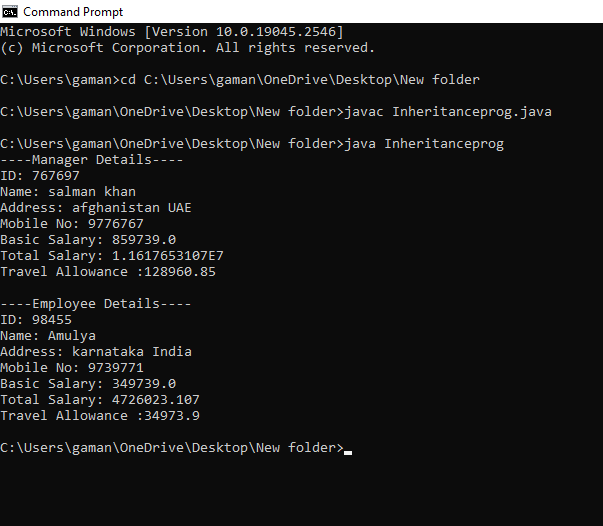 Command Prompt
Microsoft Windows [Version 10.0.19045.2546]
(c) Microsoft Corporation. All rights reserved.
C:\Users\gaman>cd C:\Users\gaman\OneDrive\Desktop\New folder
C:\Users\gaman\OneDrive\Desktop\New folder>javac Inheritanceprog.java
C:\Users\gaman\OneDrive\Desktop\New folder>java Inheritanceprog
----Manager Details----
ID: 767697
Name: salman khan
Address: afghanistan UAE
Mobile No: 9776767
Basic Salary: 859739.0
Total Salary: 1.1617653107E7
Travel Allowance :128960.85
----Employee Details----
ID: 98455
Name: Amulya
Address: karnataka India
Mobile No: 9739771
Basic Salary: 349739.0
Total Salary: 4726023.107
Travel Allowance :34973.9
C:\Users\gaman\OneDrive\Desktop\New folder>